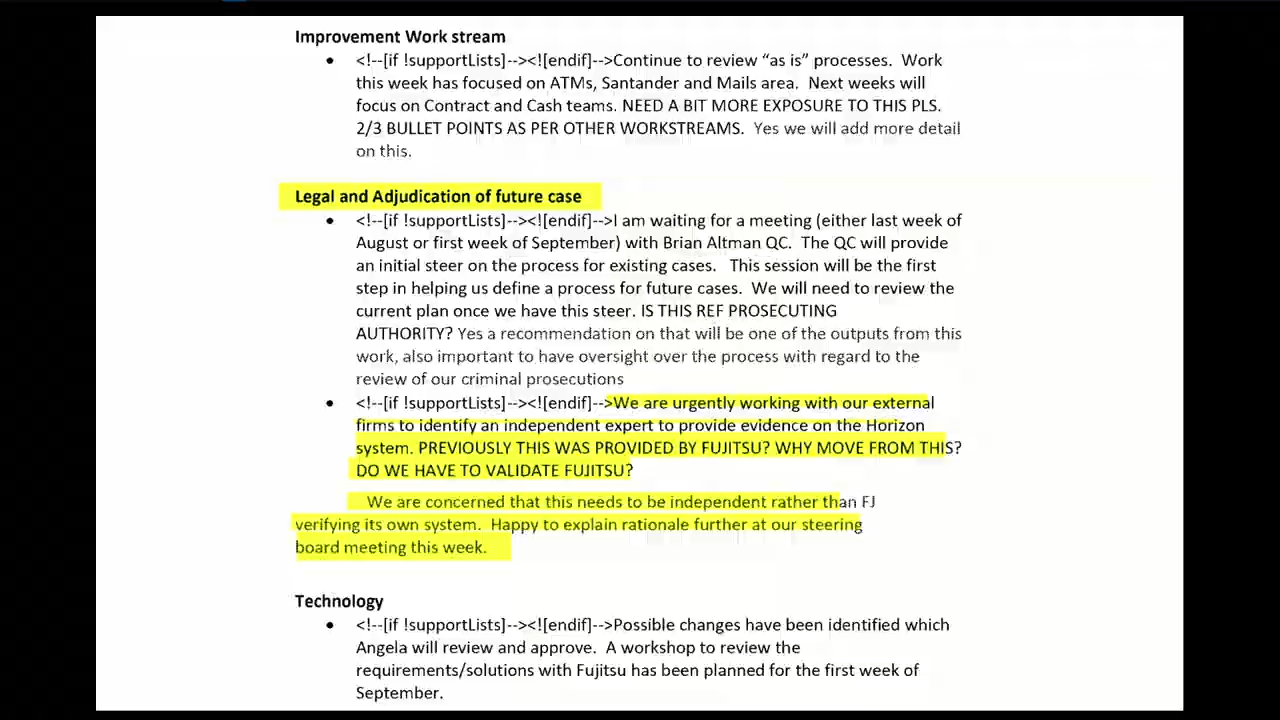 Improvement Work stream
• <!--[if !supportLists]--><![endif]-->Continue to review “as is” processes.  Work
this week has focused on ATMs, Santander and Mails area.  Next weeks will
focus on Contract and Cash teams. NEED A BIT MORE EXPOSURE TO THIS PLS.
2/3 BULLET POINTS AS PER OTHER WORKSTREAMS.  Yes we will add more detail
on this.
Legal and Adjudication of future case
• <!--[if !supportLists]--><![endif]-->I am waiting for a meeting (either last week of
August or first week of September) with Brian Altman QC.  The QC will provide
an initial steer on the process for existing cases.   This session will be the first
step in helping us define a process for future cases.  We will need to review the
current plan once we have this steer. IS THIS REF PROSECUTING
AUTHORITY? Yes a recommendation on that will be one of the outputs from this
work, also important to have oversight over the process with regard to the
review of our criminal prosecutions
• <!--[if !supportLists]--><![endif]-->We are urgently working with our external
firms to identify an independent expert to provide evidence on the Horizon
system. PREVIOUSLY THIS WAS PROVIDED BY FUJITSU? WHY MOVE FROM THIS?
DO WE HAVE TO VALIDATE FUJITSU?
We are concerned that this needs to be independent rather than FJ
verifying its own system.  Happy to explain rationale further at our steering
board meeting this week.
Technology
• <!--[if !supportLists]--><![endif]-->Possible changes have been identified which
Angela will review and approve.  A workshop to review the
requirements/solutions with Fujitsu has been planned for the first week of
September.